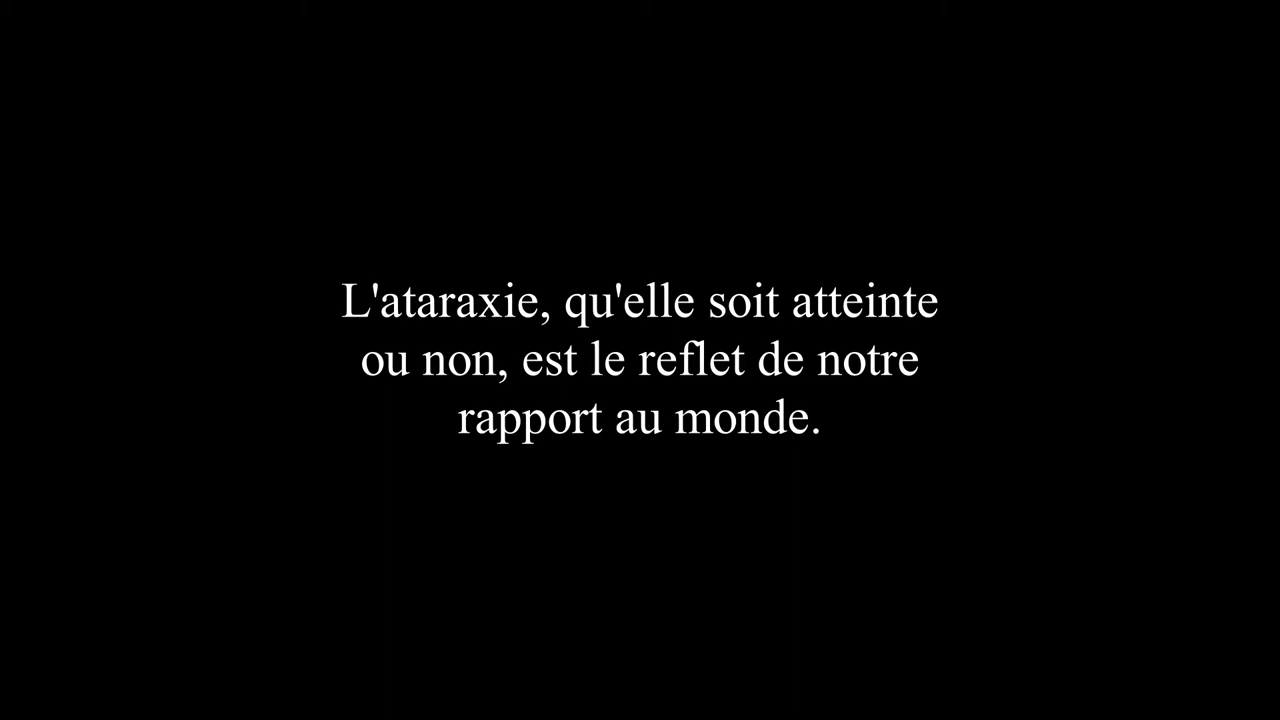 L'ataraxie, qu'elle soit atteinte
ou non, est le reflet de notre
rapport au monde.